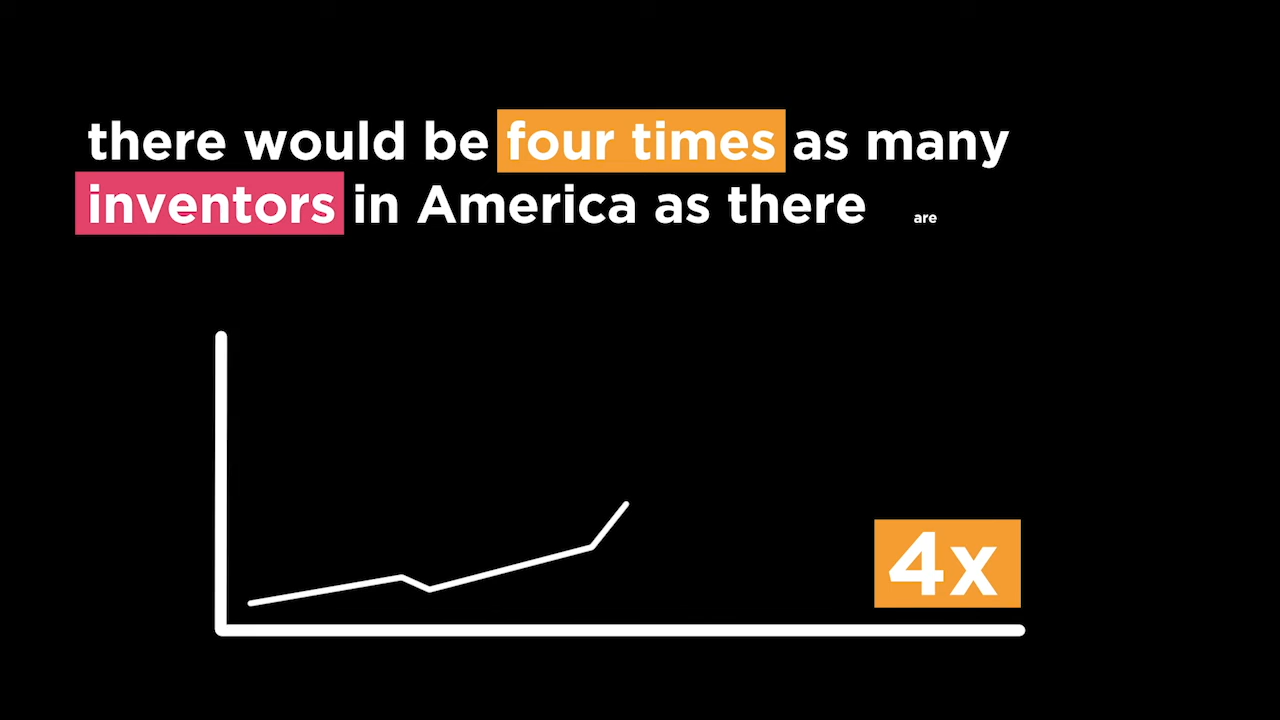 there would be four times as many
inventors in America as there are
4x